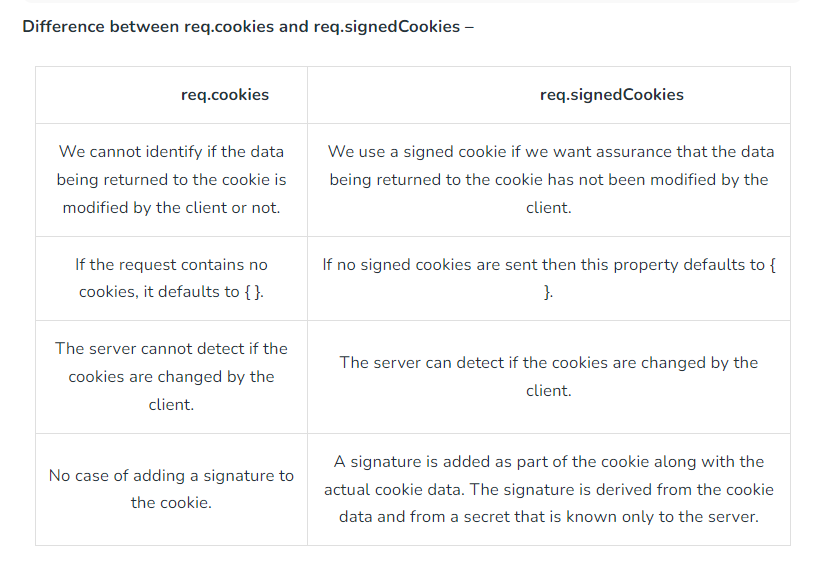 Difference between req.cookies and req.signedCookies –
req.cookies
req.signedCookies
We cannot identify if the data
being returned to the cookie is
modified by the client or not.
We use a signed cookie if we want assurance that the data
being returned to the cookie has not been modified by the
client.
If the request contains no
cookies, it defaults to { }.
If no signed cookies are sent then this property defaults to {
}.
The server cannot detect if the
cookies are changed by the
client.
The server can detect if the cookies are changed by the
client.
No case of adding a signature to
the cookie.
A signature is added as part of the cookie along with the
actual cookie data. The signature is derived from the cookie
data and from a secret that is known only to the server.